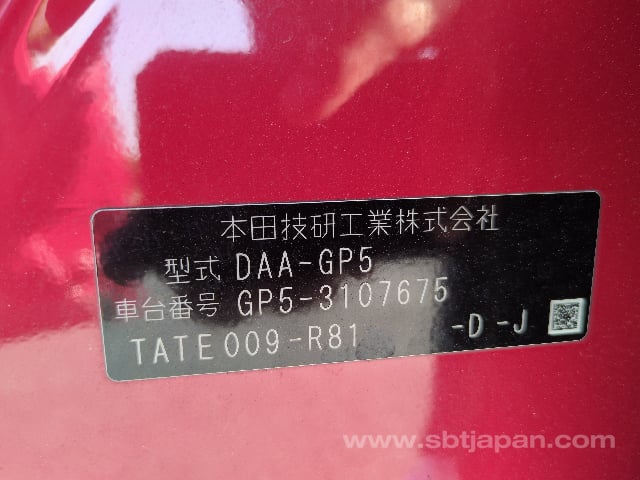 本田技研工業株式会社
型式 DAA-GP5
車台番号 GP5-3107675
TATE009-R81 -D -J
www.sbtjapan.com